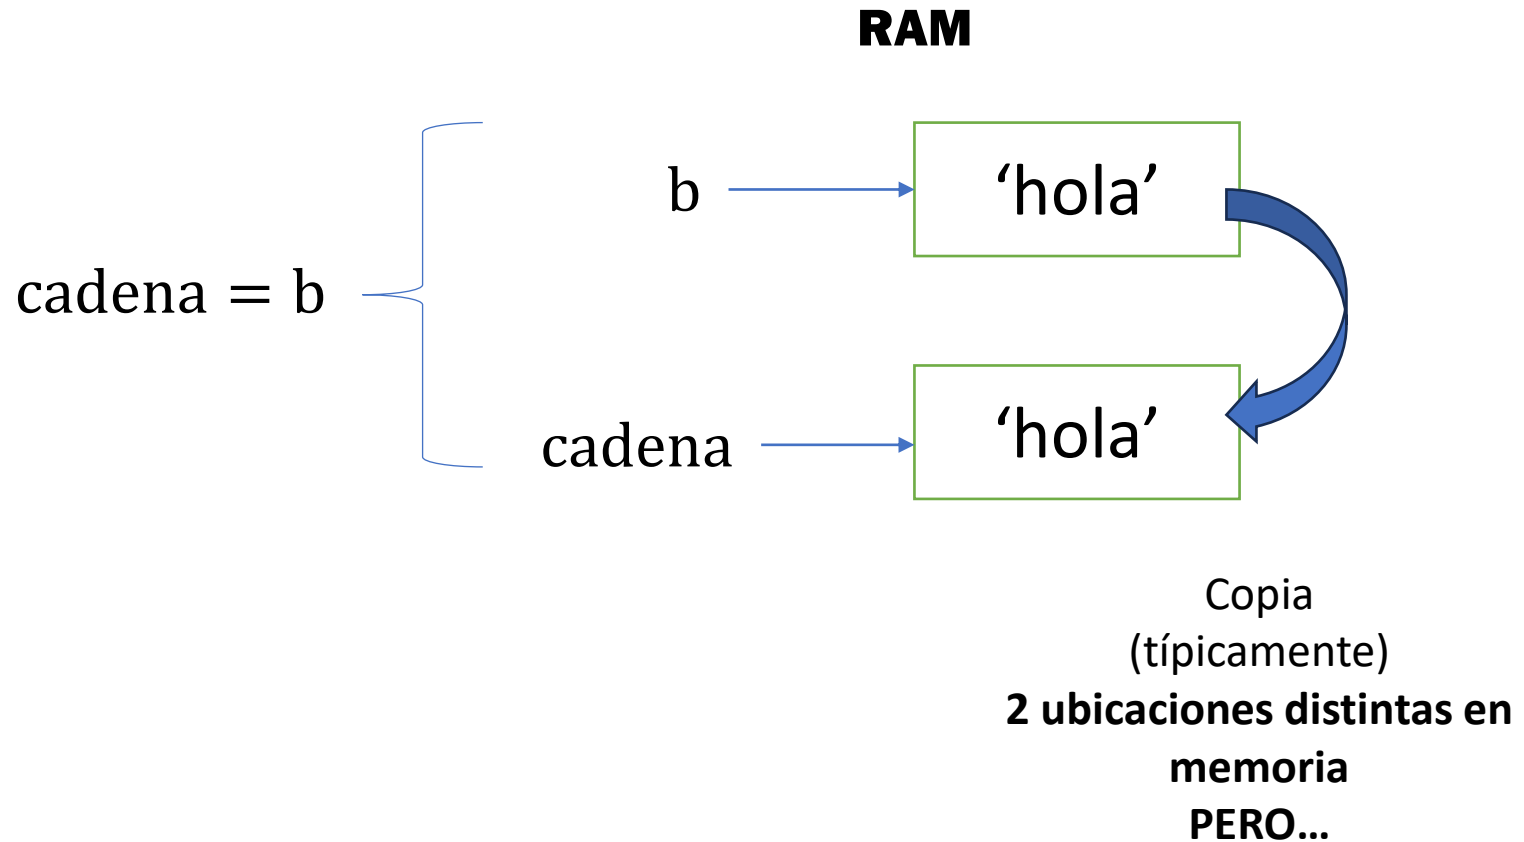 RAM
b
‘hola’
cadena = b
cadena
‘hola’
Copia
(típicamente)
2 ubicaciones distintas en
memoria
PERO…